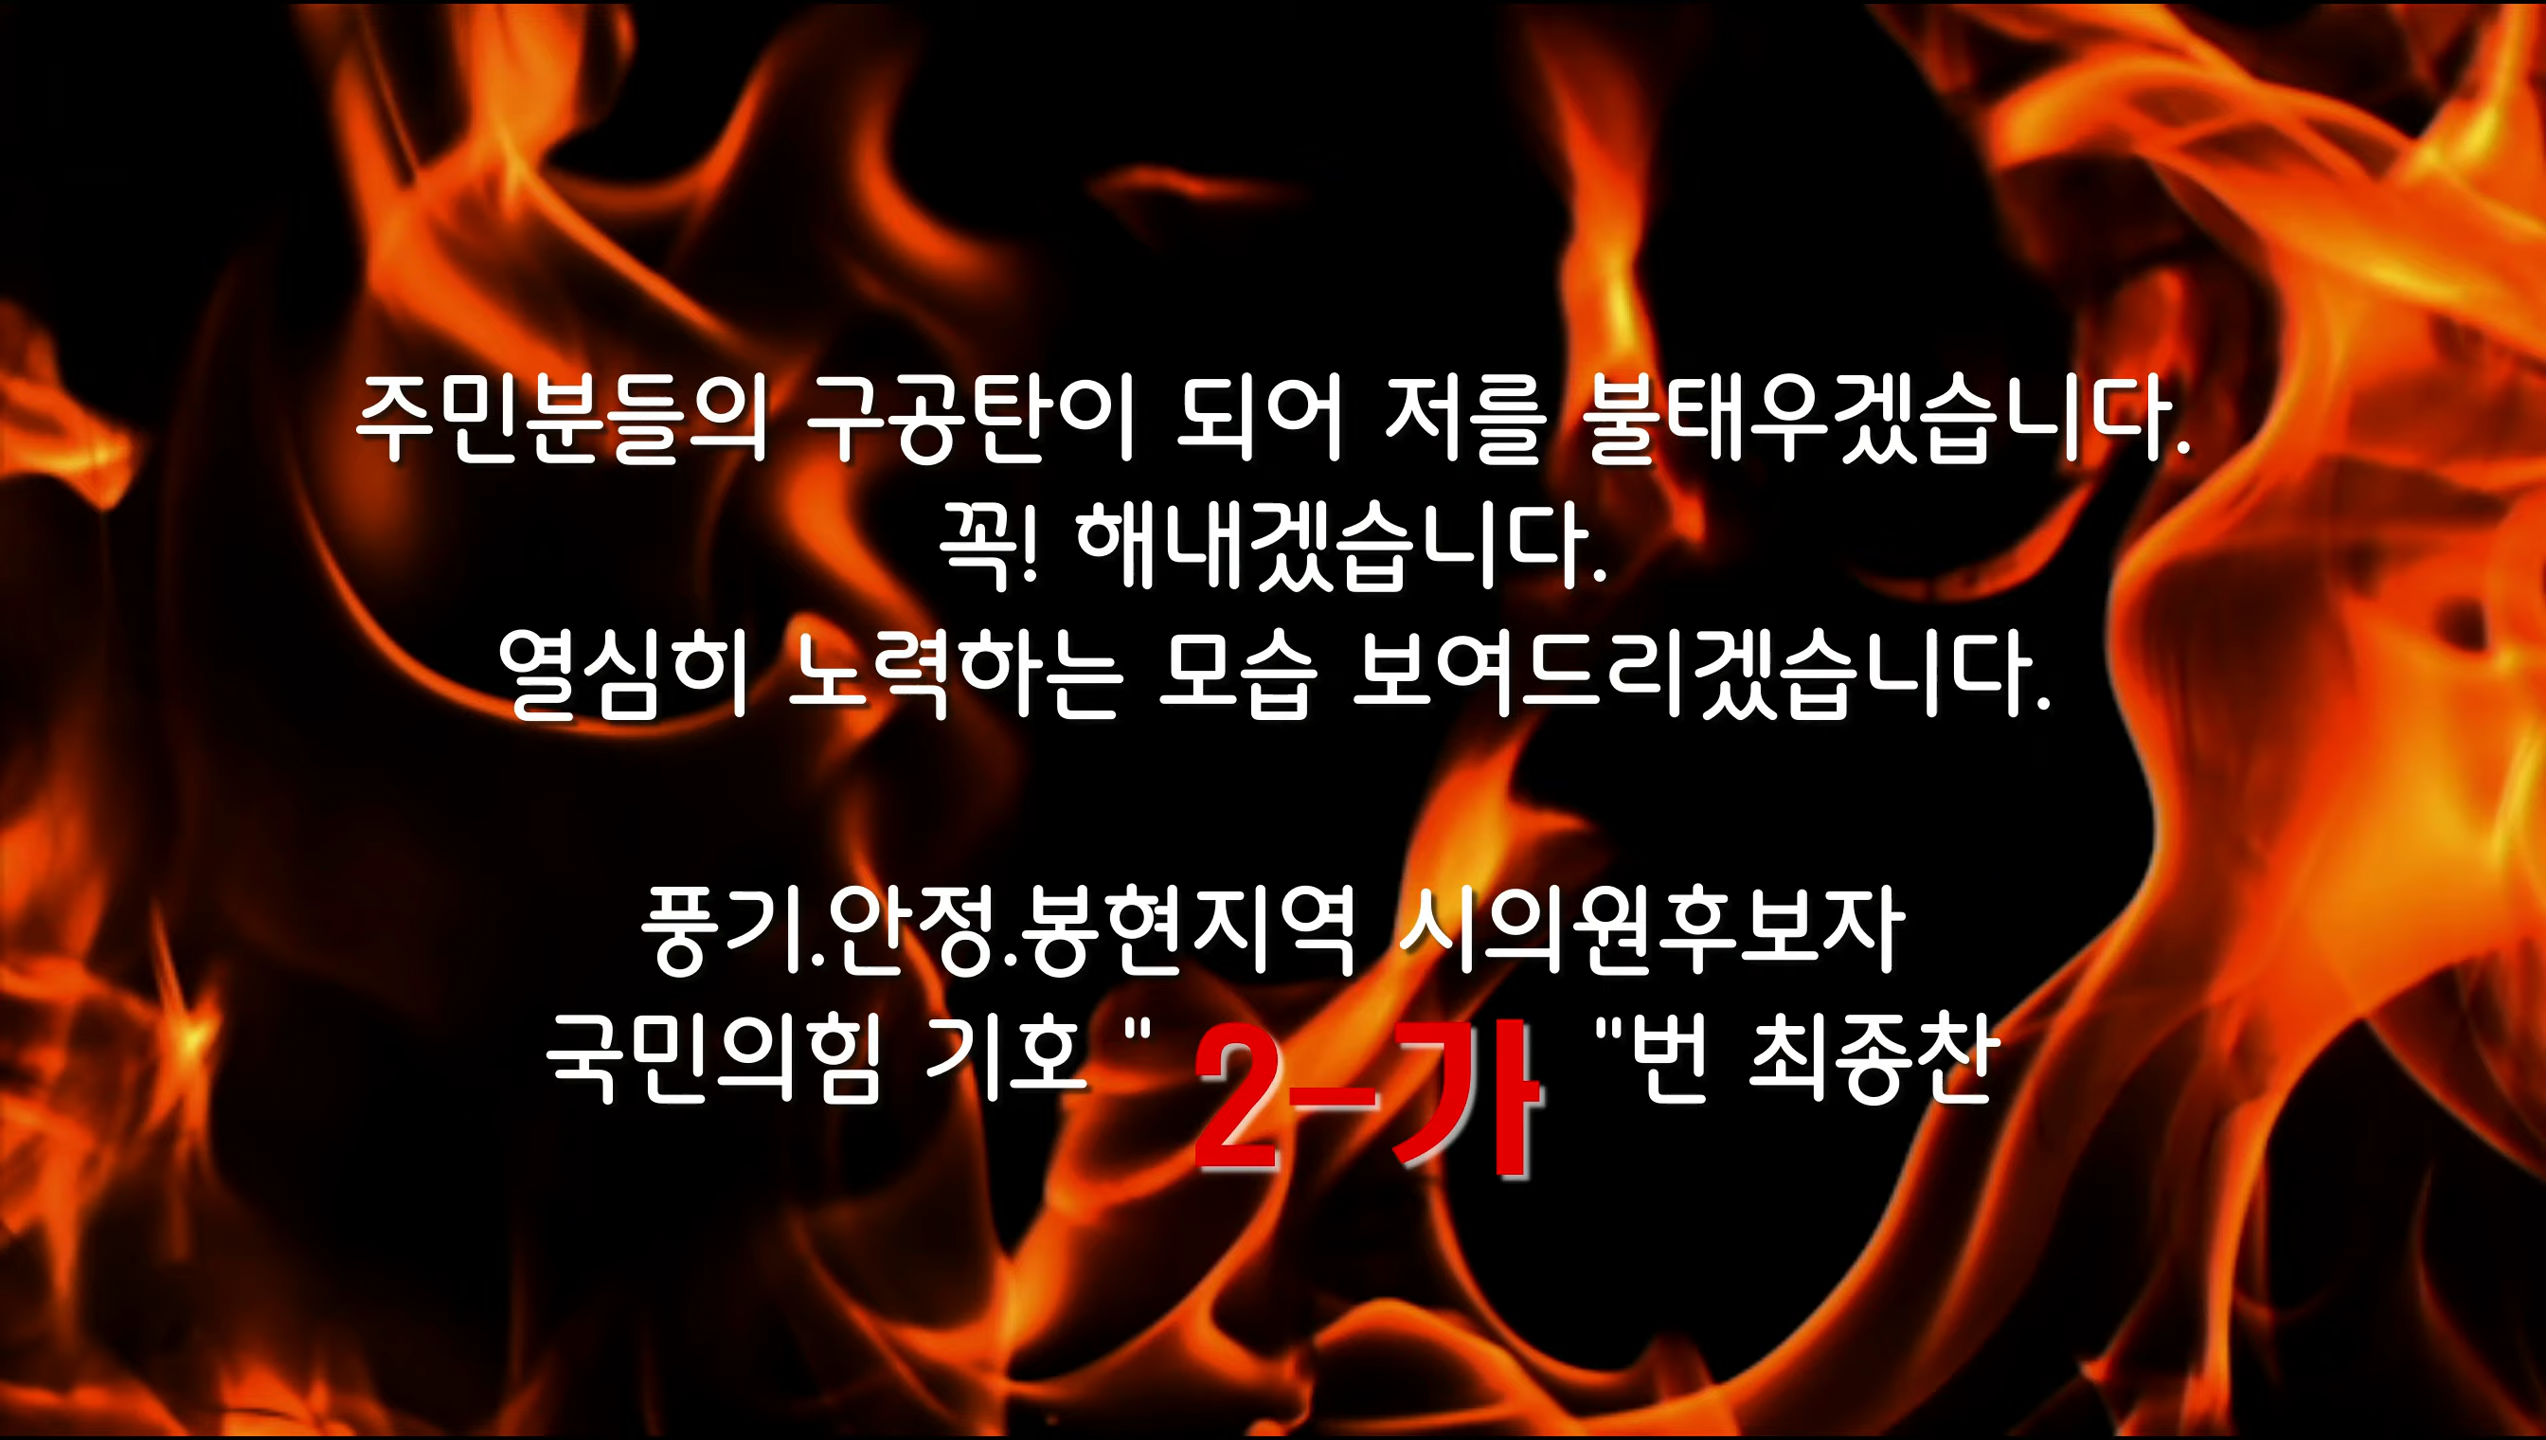 주민분들의 구공탄이 되어 저를 불태우겠습니다.
꼭! 해내겠습니다.
열심히 노력하는 모습 보여드리겠습니다.
풍기.안정.봉현지역 시의원후보자
국민의힘 기호 " 2-가 "번 최종찬